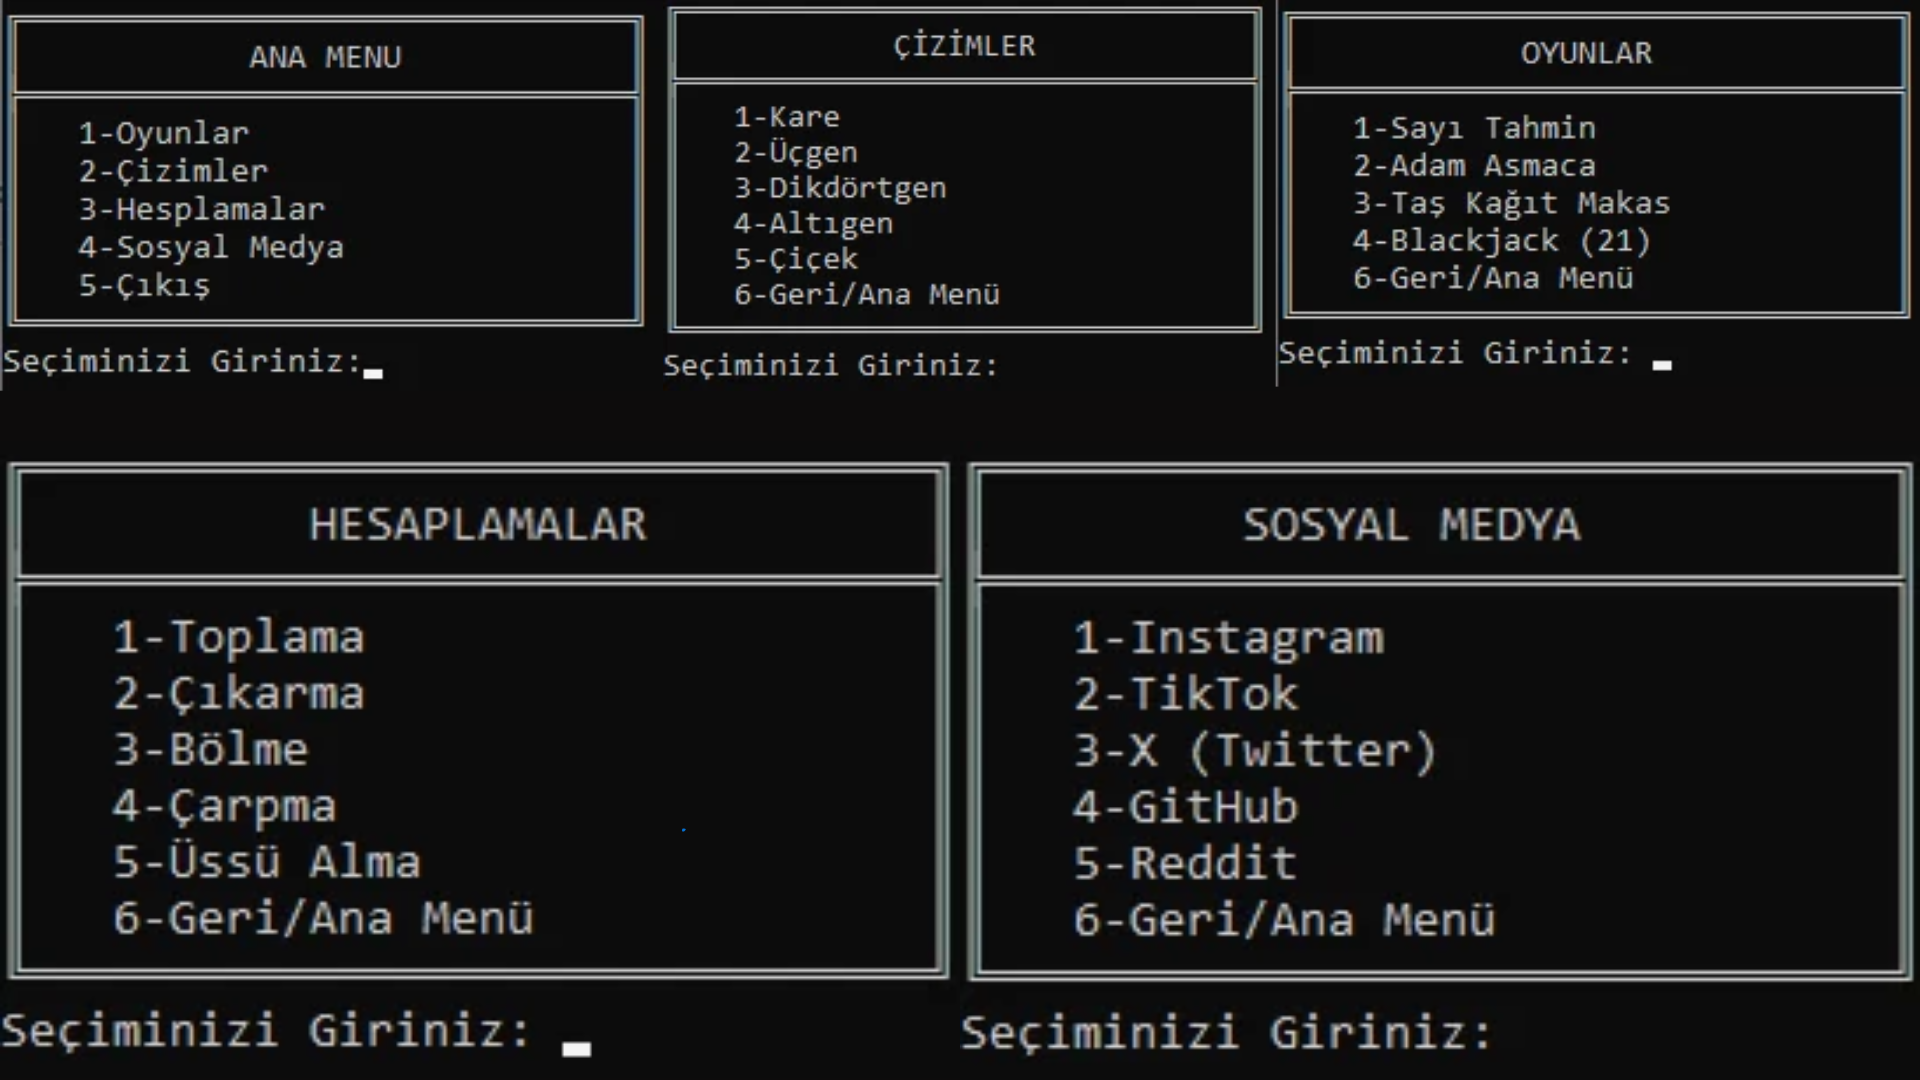 ANA MENU
1-Oyunlar
2-Çizimler
3-Hesplamalar
4-Sosyal Medya
5-Çıkış
Seçiminizi Giriniz:
ÇİZİMLER
1-Kare
2-Üçgen
3-Dikdörtgen
4-Altıgen
5-Çiçek
6-Geri/Ana Menü
Seçiminizi Giriniz:
OYUNLAR
1-Sayı Tahmin
2-Adam Asmaca
3-Taş Kağıt Makas
4-Blackjack (21)
6-Geri/Ana Menü
Seçiminizi Giriniz:
HESAPLAMALAR
1-Toplama
2-Çıkarma
3-Bölme
4-Çarpma
5-Üssü Alma
6-Geri/Ana Menü
Seçiminizi Giriniz:
SOSYAL MEDYA
1-Instagram
2-TikTok
3-X (Twitter)
4-GitHub
5-Reddit
6-Geri/Ana Menü
Seçiminizi Giriniz: